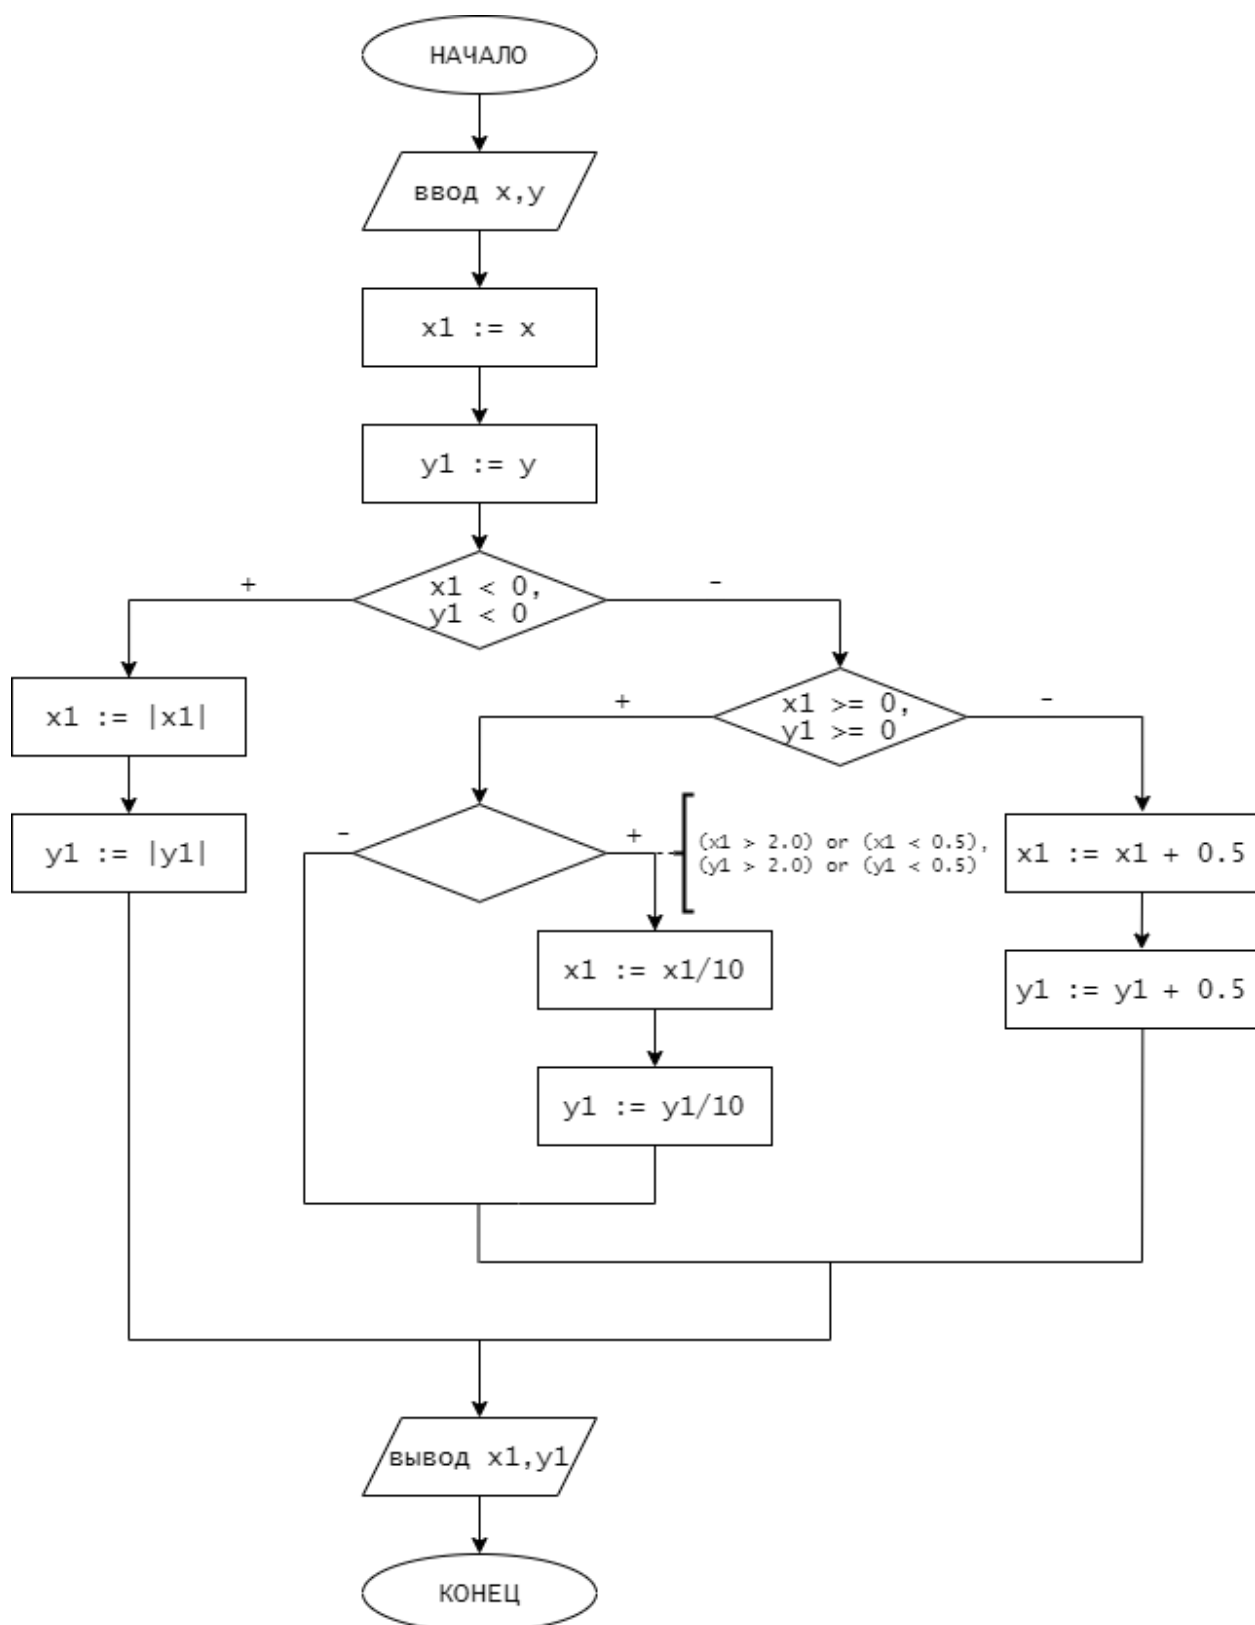 НАЧАЛО
ввод x,y
x1 := x
y1 := y
+
x1 < 0,
y1 < 0
-
x1 := |x1|
y1 := |y1|
+
x1 >= 0,
y1 >= 0
-
-
+
(x1 > 2.0) or (x1 < 0.5),
(y1 > 2.0) or (y1 < 0.5)
x1 := x1/10
y1 := y1/10
x1 := x1 + 0.5
y1 := y1 + 0.5
вывод x1,y1
КОНЕЦ